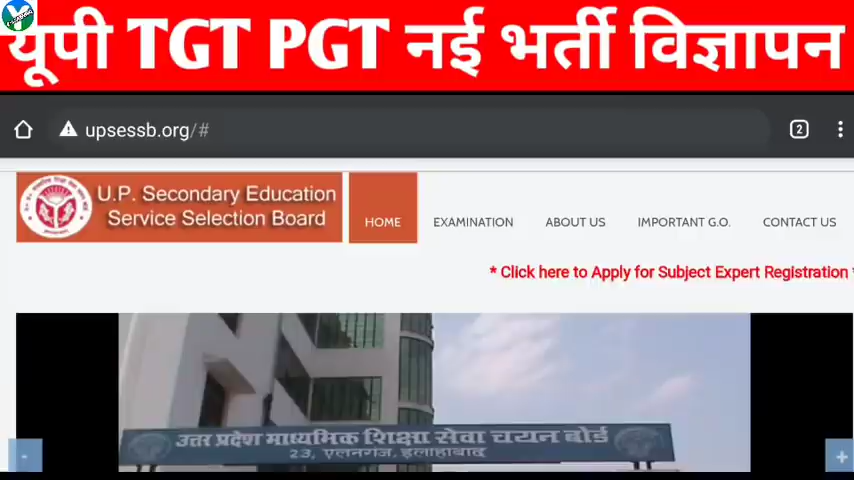 यूपी TGT PGT नई भर्ती विज्ञापन
upsessb.org/#
2
U.P. Secondary Education
Service Selection Board
HOME
EXAMINATION
ABOUT US
IMPORTANT G.O.
CONTACT US
* Click here to Apply for Subject Expert Registration *
उत्तर प्रदेश माध्यमिक शिक्षा सेवा चयन बोर्ड
23, एलनगंज, इलाहाबाद
-
+